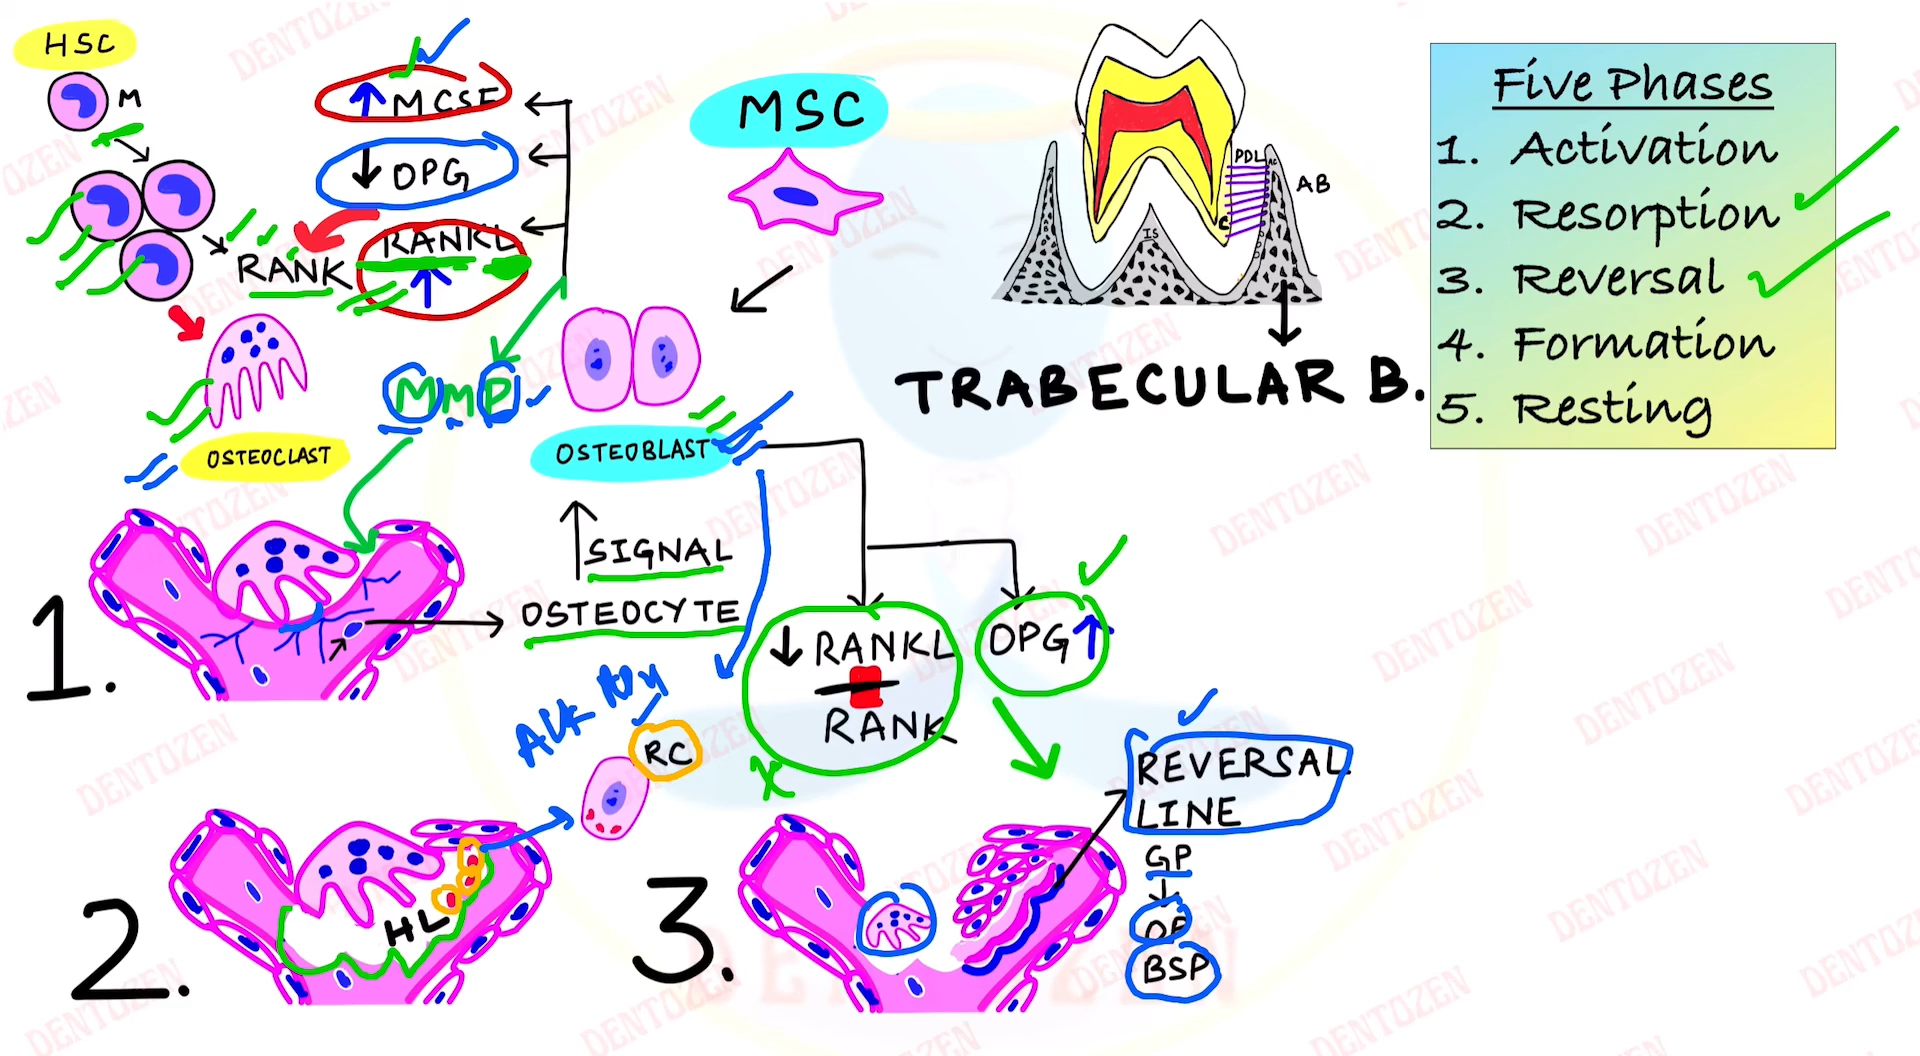 HSC
M
MCSF
OPG
RANKL
RANK
OSTEOCLAST
MMP
MSC
OSTEOBLAST
SIGNAL
OSTEOCYTE
RANKL
RANK
OPG
PDL
AC
AB
C
IS
TRABECULAR B.
Five Phases
1. Activation
2. Resorption
3. Reversal
4. Formation
5. Resting
1.
2.
HL
RC
3.
REVERSAL
LINE
GP
OP
BSP
DENTOZEN